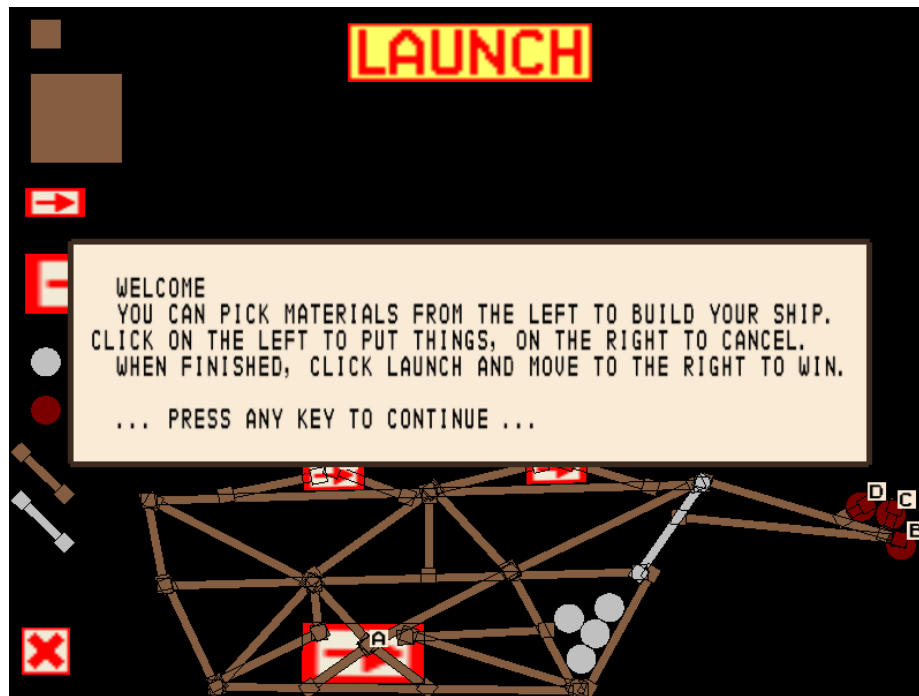 LAUNCH
WELCOME
YOU CAN PICK MATERIALS FROM THE LEFT TO BUILD YOUR SHIP.
CLICK ON THE LEFT TO PUT THINGS, ON THE RIGHT TO CANCEL.
WHEN FINISHED, CLICK LAUNCH AND MOVE TO THE RIGHT TO WIN.
... PRESS ANY KEY TO CONTINUE ...
D
C
B
A